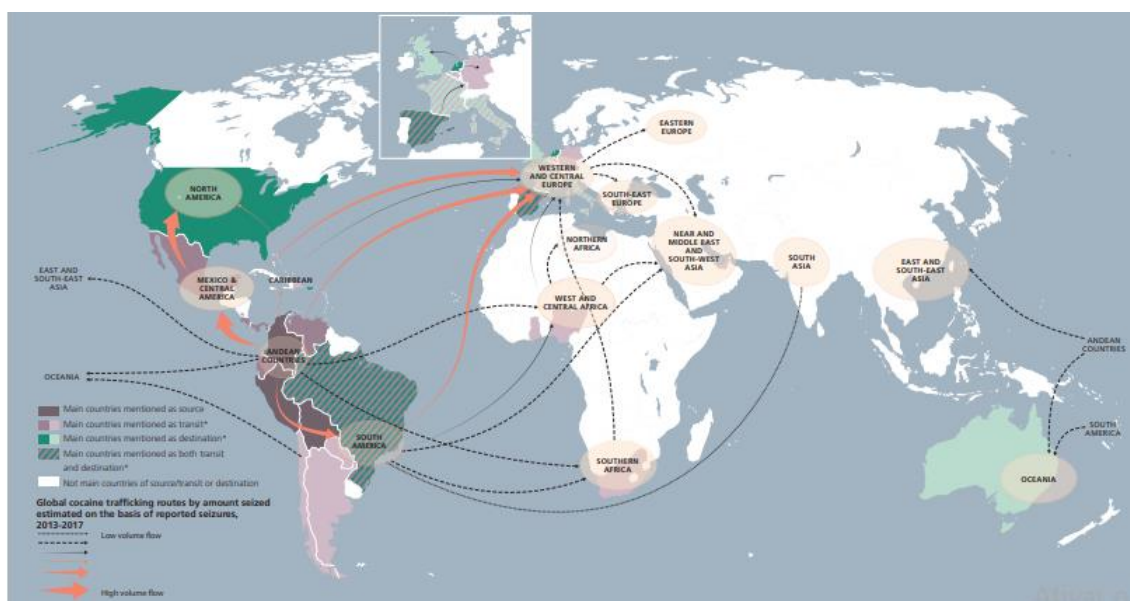 EASTERN
EUROPE
WESTERN
AND CENTRAL
EUROPE
NORTH
AMERICA
SOUTH-EAST
EUROPE
NORTHERN
AFRICA
NEAR AND
MIDDLE EAST
AND
SOUTH-WEST
ASIA
SOUTH
ASIA
EAST AND
SOUTH-EAST
ASIA
EAST AND
SOUTH-EAST
ASIA
MEXICO &
CENTRAL
AMERICA
CARIBBEAN
WEST AND
CENTRAL AFRICA
ANDEAN
COUNTRIES
ANDEAN
COUNTRIES
OCEANIA
SOUTH
AMERICA
SOUTH
AMERICA
SOUTHERN
AFRICA
OCEANIA
Main countries mentioned as source
Main countries mentioned as transit*
Main countries mentioned as destination*
Main countries mentioned as both transit
and destination*
Not main countries of source/transit or destination
Global cocaine trafficking routes by amount seized
estimated on the basis of reported seizures,
2013-2017
Low volume flow
High volume flow